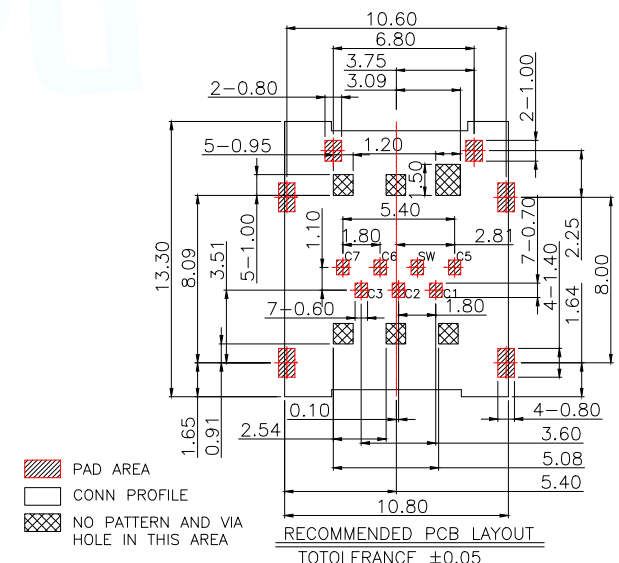 10.60
6.80
3.75
3.09
2-0.80
2-1.00
5-0.95
1.20
1.50
5.40
1.80
2.81
1.10
7-0.70
2.25
13.30
8.09
3.51
5-1.00
C7
C6
SW
C5
C3
C2
C1
7-0.60
1.80
4-1.40
1.64
8.00
0.10
4-0.80
1.65
0.91
2.54
3.60
5.08
5.40
10.80
PAD AREA
CONN PROFILE
NO PATTERN AND VIA
HOLE IN THIS AREA
RECOMMENDED PCB LAYOUT
TOTOLFRANCE ±0.05